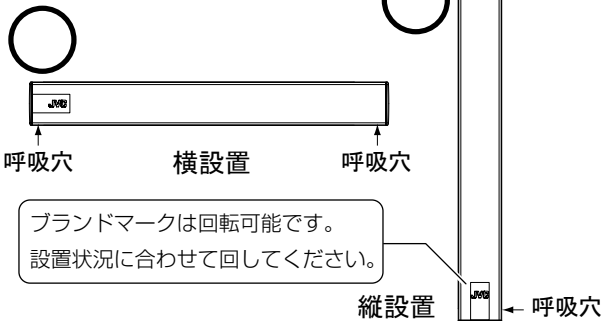 JVC
呼吸穴
横設置
呼吸穴
ブランドマークは回転可能です。
設置状況に合わせて回してください。
JVC
縦設置
呼吸穴